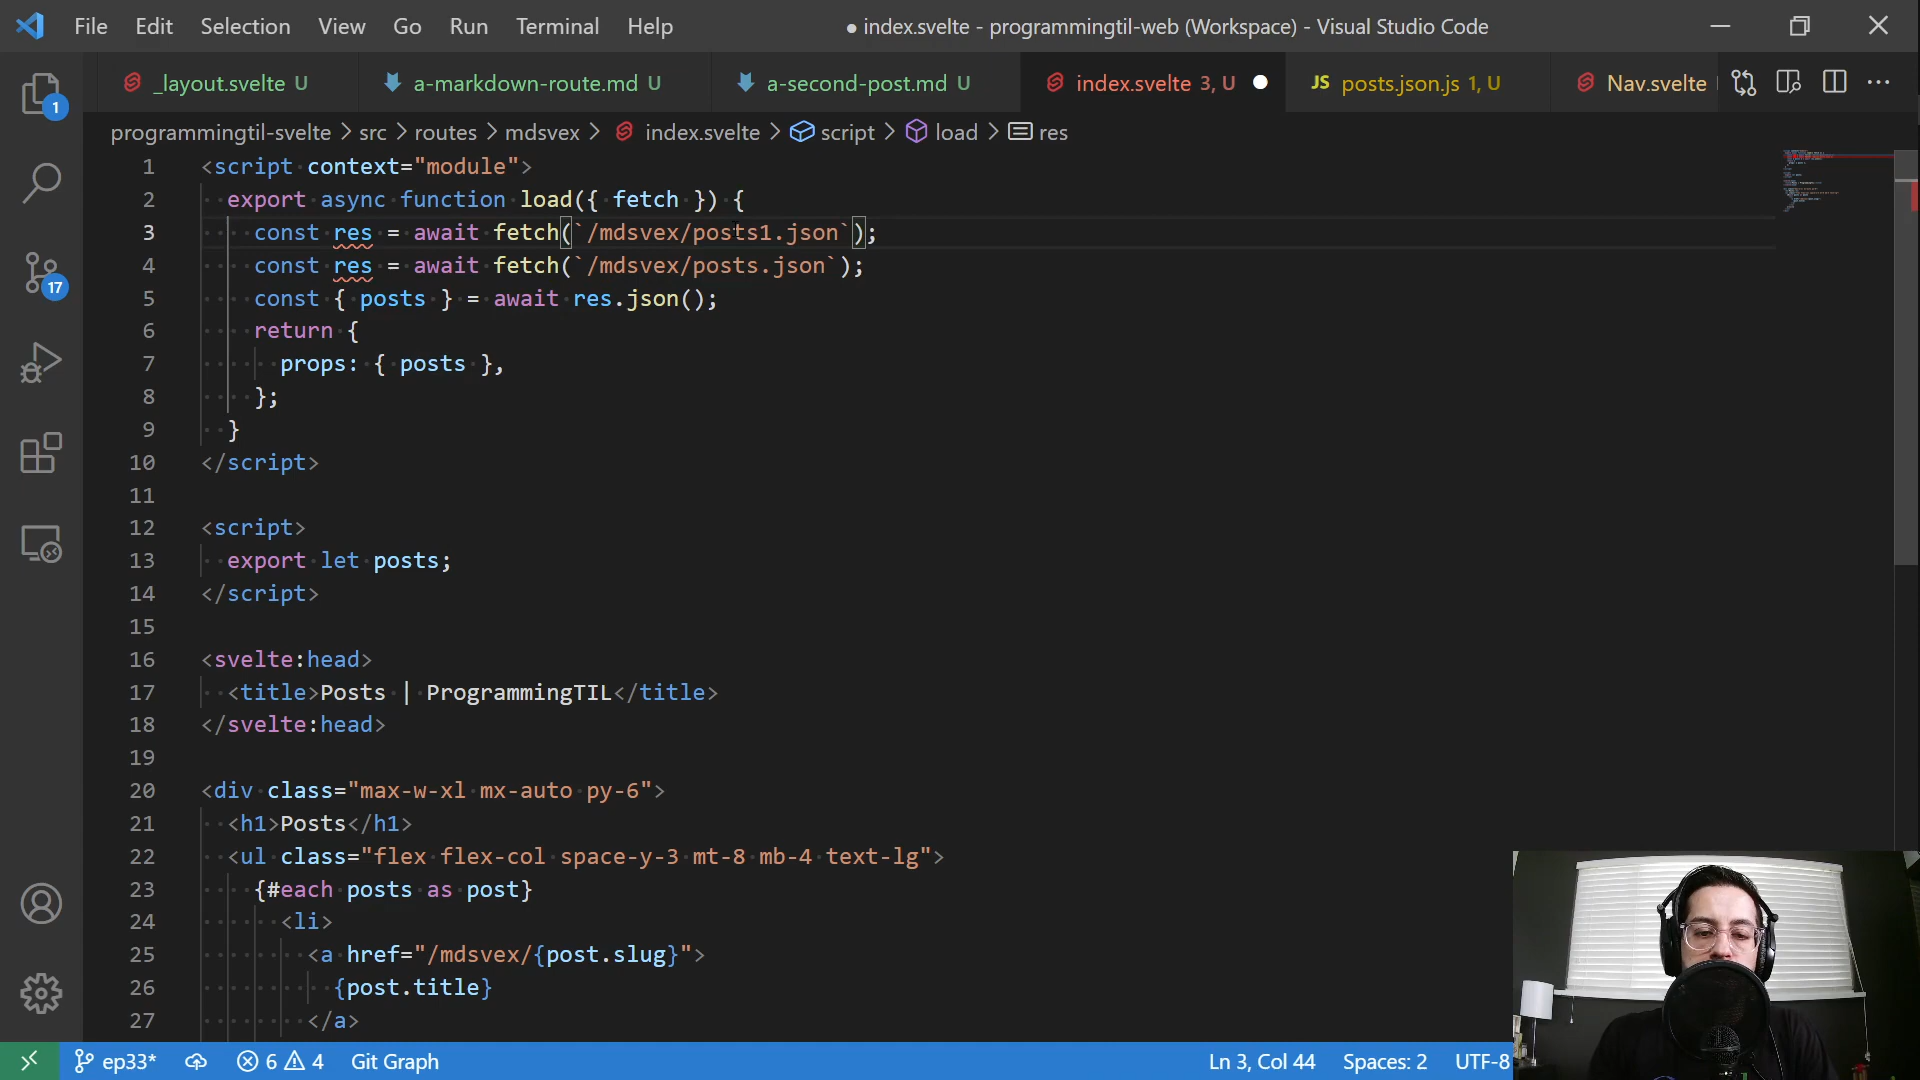 File Edit Selection View Go Run Terminal Help ● index.svelte - programmingtil-web (Workspace) - Visual Studio Code
_layout.svelte U a-markdown-route.md U a-second-post.md U index.svelte 3, U posts.json.js 1, U Nav.svelte
programmingtil-svelte > src > routes > mdsvex > index.svelte > script > load > res
1 <script context="module">
2 export async function load({ fetch }) {
3 const res = await fetch(`/mdsvex/posts1.json`);
4 const res = await fetch(`/mdsvex/posts.json`);
5 const { posts } = await res.json();
6 return {
7 props: { posts },
8 };
9 }
10 </script>
11
12 <script>
13 export let posts;
14 </script>
15
16 <svelte:head>
17 <title>Posts | ProgrammingTIL</title>
18 </svelte:head>
19
20 <div class="max-w-xl mx-auto py-6">
21 <h1>Posts</h1>
22 <ul class="flex flex-col space-y-3 mt-8 mb-4 text-lg">
23 {#each posts as post}
24 <li>
25 <a href="/mdsvex/{post.slug}">
26 {post.title}
27 </a>
1
17
ep33* 6 4 Git Graph Ln 3, Col 44 Spaces: 2 UTF-8